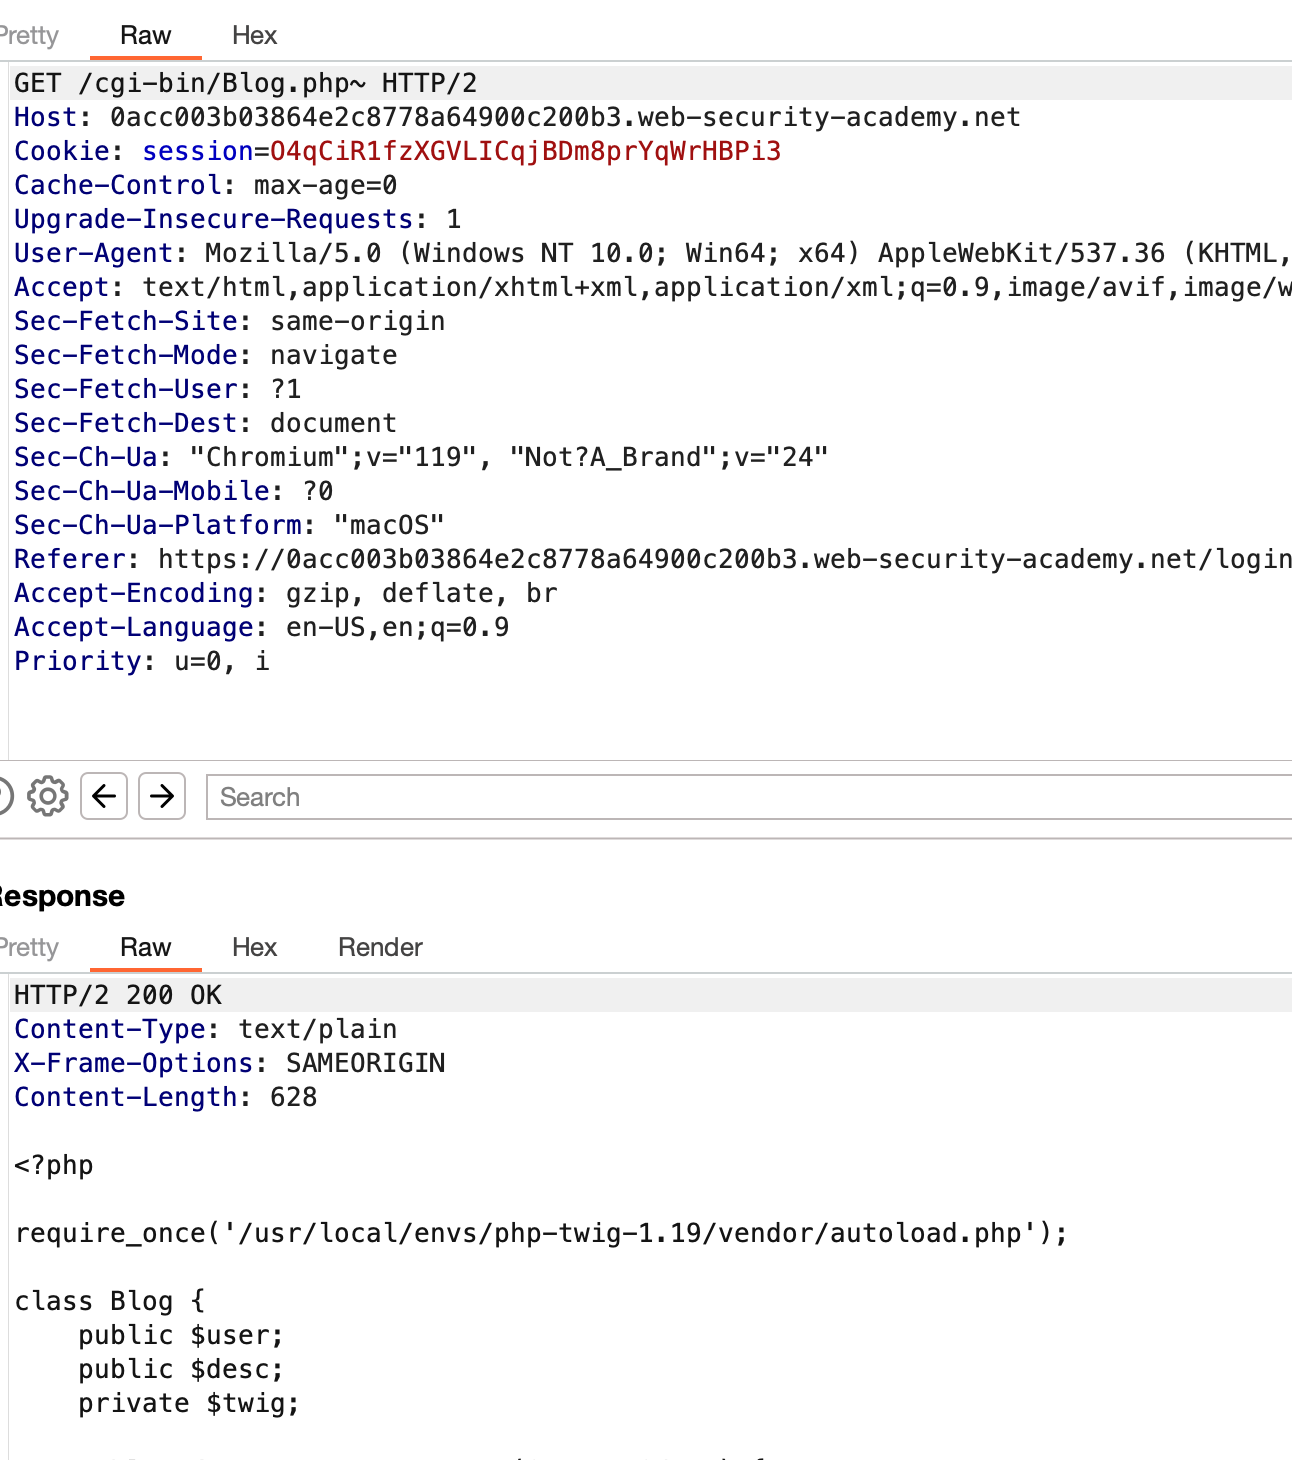 Pretty Raw Hex
GET /cgi-bin/Blog.php~ HTTP/2
Host: 0acc003b03864e2c8778a64900c200b3.web-security-academy.net
Cookie: session=O4qCiR1fzXGVLICqjBDm8prYqWrHBPi3
Cache-Control: max-age=0
Upgrade-Insecure-Requests: 1
User-Agent: Mozilla/5.0 (Windows NT 10.0; Win64; x64) AppleWebKit/537.36 (KHTML,
Accept: text/html,application/xhtml+xml,application/xml;q=0.9,image/avif,image/w
Sec-Fetch-Site: same-origin
Sec-Fetch-Mode: navigate
Sec-Fetch-User: ?1
Sec-Fetch-Dest: document
Sec-Ch-Ua: "Chromium";v="119", "Not?A_Brand";v="24"
Sec-Ch-Ua-Mobile: ?0
Sec-Ch-Ua-Platform: "macOS"
Referer: https://0acc003b03864e2c8778a64900c200b3.web-security-academy.net/login
Accept-Encoding: gzip, deflate, br
Accept-Language: en-US,en;q=0.9
Priority: u=0, i
Search
Response
Pretty Raw Hex Render
HTTP/2 200 OK
Content-Type: text/plain
X-Frame-Options: SAMEORIGIN
Content-Length: 628
<?php
require_once('/usr/local/envs/php-twig-1.19/vendor/autoload.php');
class Blog {
public $user;
public $desc;
private $twig;